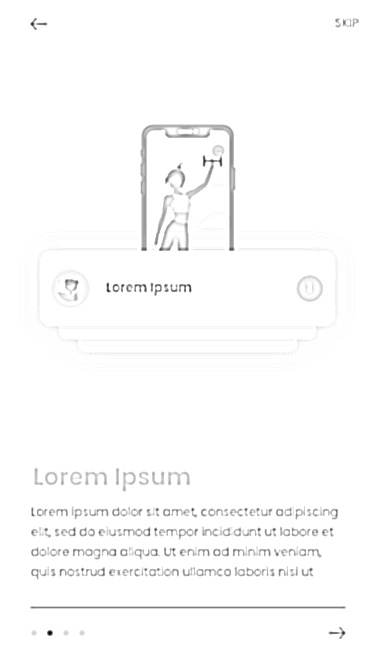 SKIP
Lorem Ipsum
Lorem Ipsum
Lorem ipsum dolor sit amet, consectetur adipiscing
elit, sed do eiusmod tempor incididunt ut labore et
dolore magna aliqua. Ut enim ad minim veniam,
quis nostrud exercitation ullamco laboris nisi ut